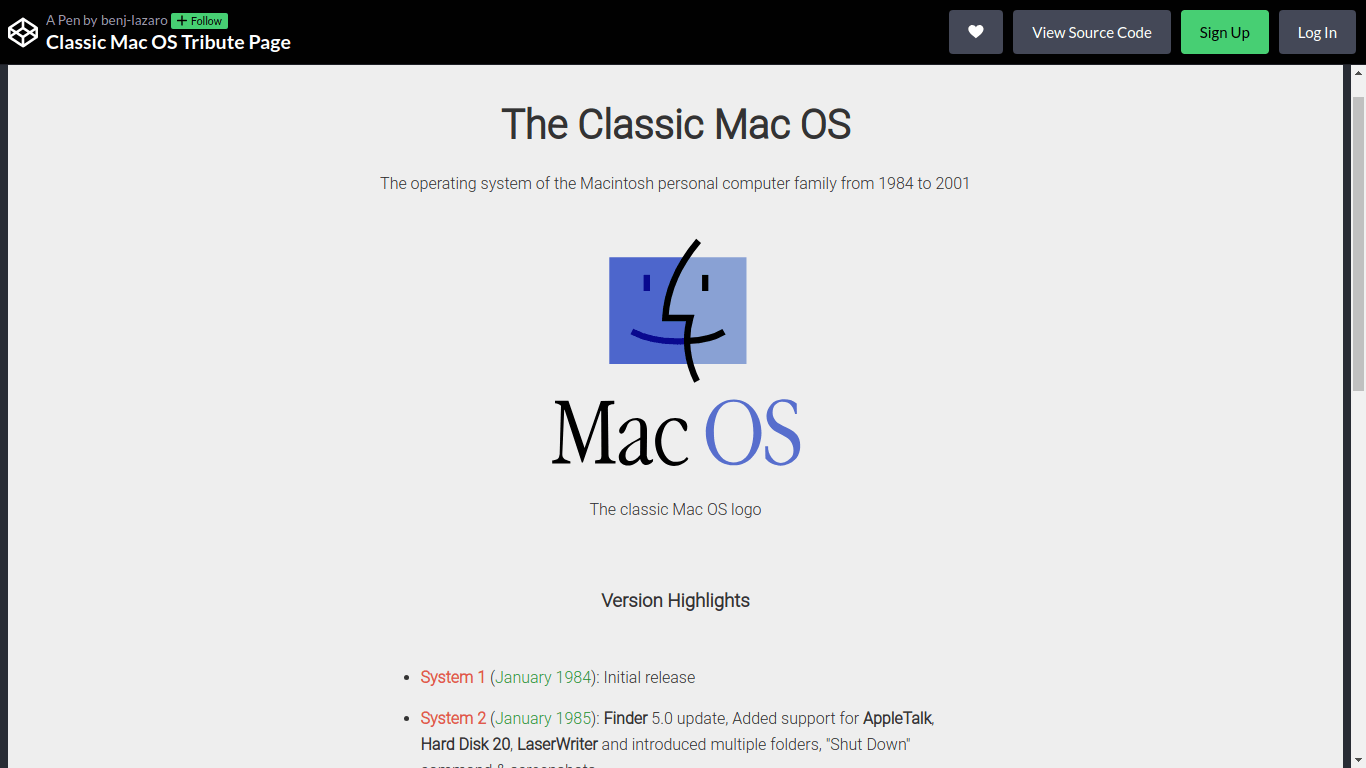 A Pen by benj-lazaro + Follow
Classic Mac OS Tribute Page
View Source Code
Sign Up
Log In
The Classic Mac OS
The operating system of the Macintosh personal computer family from 1984 to 2001
Mac OS
The classic Mac OS logo
Version Highlights
• System 1 (January 1984): Initial release
• System 2 (January 1985): Finder 5.0 update, Added support for AppleTalk,
Hard Disk 20, LaserWriter and introduced multiple folders, "Shut Down"
command & screenshots